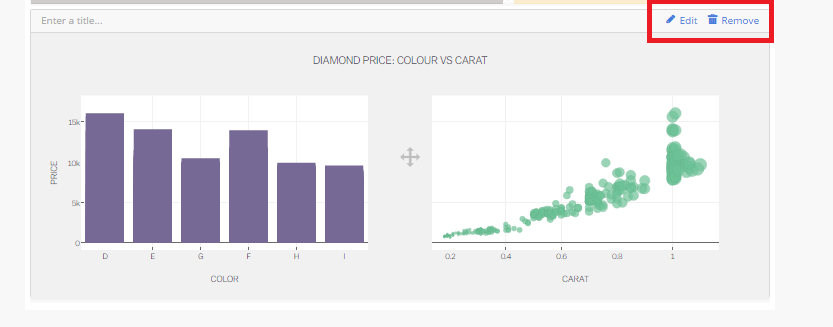 Enter a title... Edit Remove
DIAMOND PRICE: COLOUR VS CARAT
PRICE
15k
10k
5k
0
D E G F H I
COLOR
0.2 0.4 0.6 0.8 1
CARAT